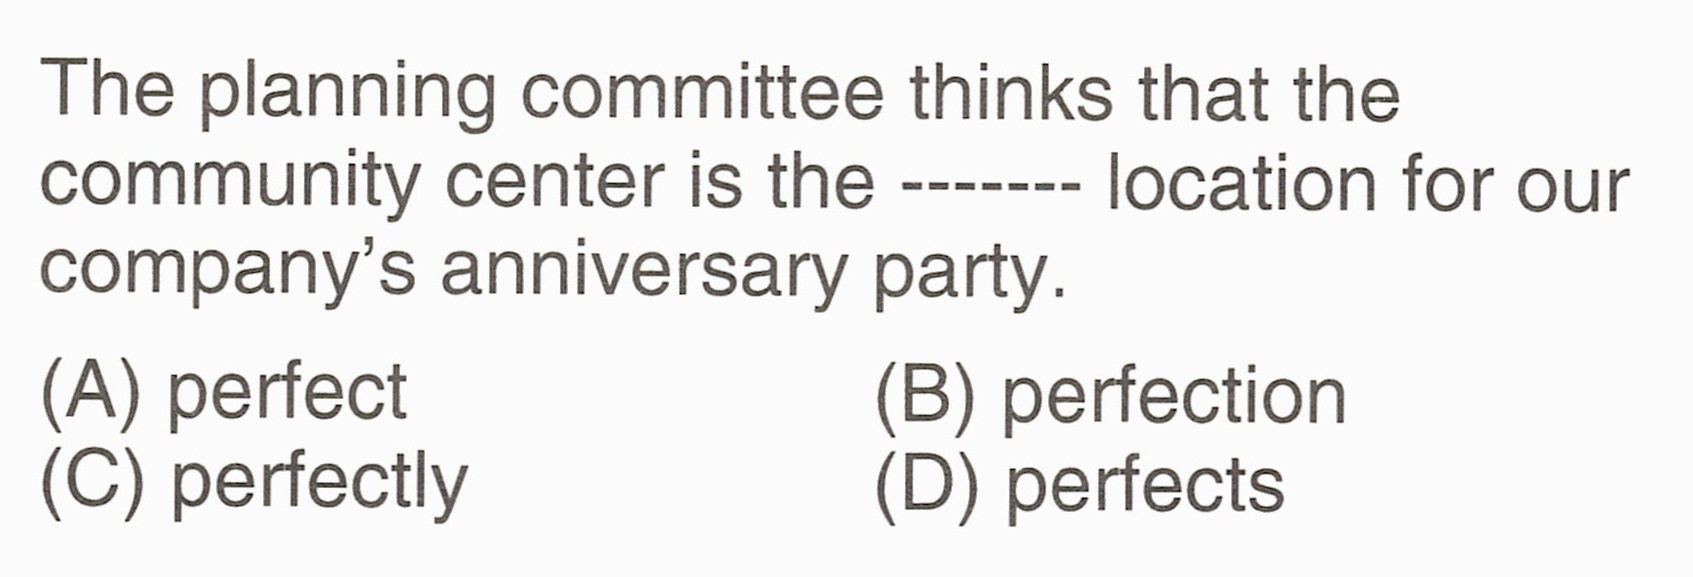 The planning committee thinks that the
community center is the ------- location for our
company’s anniversary party.
(A) perfect (B) perfection
(C) perfectly (D) perfects